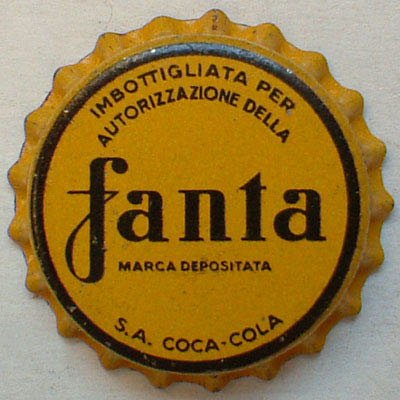 IMBOTTIGLIATA PER
AUTORIZZAZIONE DELLA
fanta
MARCA DEPOSITATA
S.A. COCA-COLA